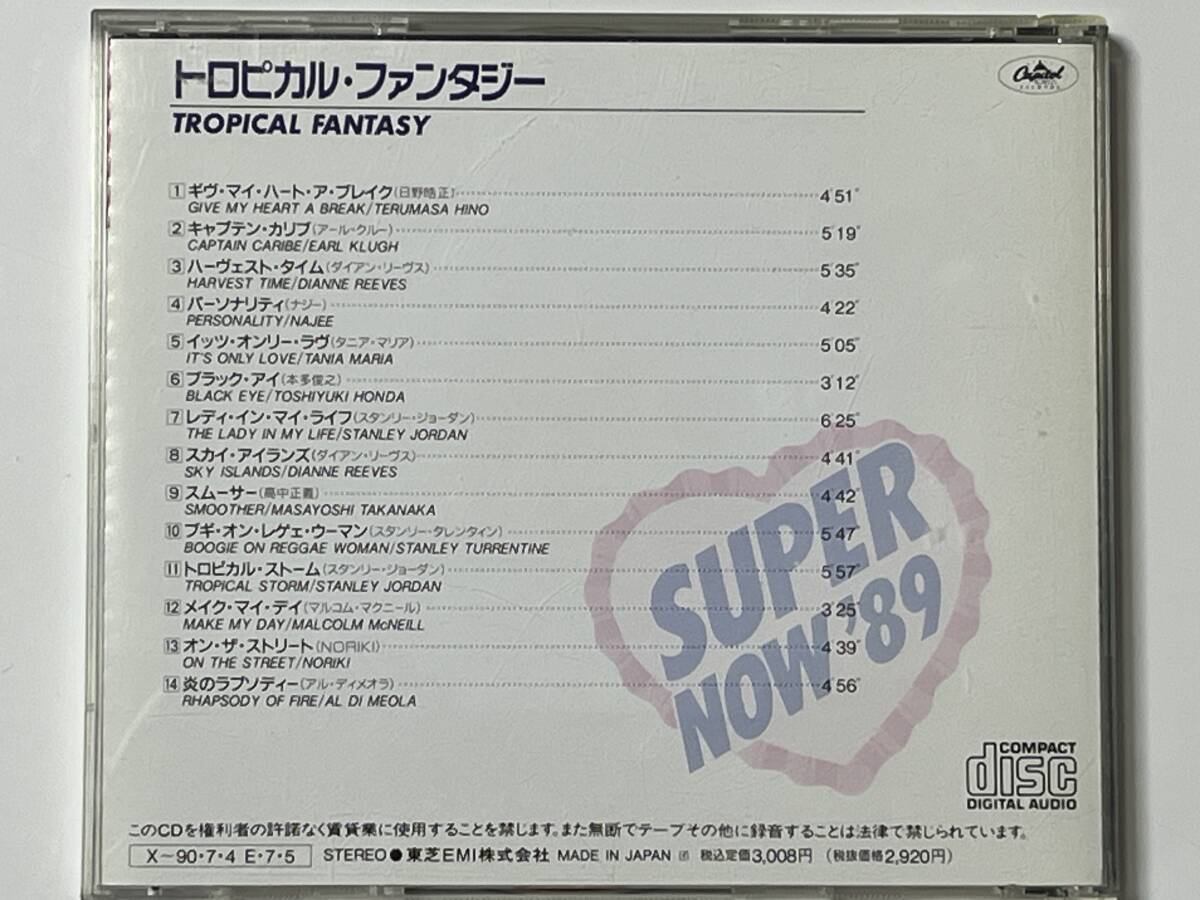 トロピカル・ファンタジー
TROPICAL FANTASY
Capitol
RECORDS
1 ギヴ・マイ・ハート・ア・ブレイク(日野皓正) 4'51"
GIVE MY HEART A BREAK/TERUMASA HINO
2 キャプテン・カリブ(アール・クルー) 5'19"
CAPTAIN CARIBE/EARL KLUGH
3 ハーヴェスト・タイム(ダイアン・リーヴス) 5'35"
HARVEST TIME/DIANNE REEVES
4 パーソナリティ(ナジー) 4'22"
PERSONALITY/NAJEE
5 イッツ・オンリー・ラヴ(タニア・マリア) 5'05"
IT'S ONLY LOVE/TANIA MARIA
6 ブラック・アイ(本多俊之) 3'12"
BLACK EYE/TOSHIYUKI HONDA
7 レディ・イン・マイ・ライフ(スタンリー・ジョーダン) 6'25"
THE LADY IN MY LIFE/STANLEY JORDAN
8 スカイ・アイランズ(ダイアン・リーヴス) 4'41"
SKY ISLANDS/DIANNE REEVES
9 スムーサー(高中正義) 4'42"
SMOOTHER/MASAYOSHI TAKANAKA
10 ブギ・オン・レゲェ・ウーマン(スタンリー・タレンタイン) 5'47"
BOOGIE ON REGGAE WOMAN/STANLEY TURRENTINE
11 トロピカル・ストーム(スタンリー・ジョーダン) 5'57"
TROPICAL STORM/STANLEY JORDAN
12 メイク・マイ・デイ(マルコム・マクニール) 3'25"
MAKE MY DAY/MALCOLM McNEILL
13 オン・ザ・ストリート(NORIKI) 4'39"
ON THE STREET/NORIKI
14 炎のラプソディー(アル・ディメオラ) 4'56"
RHAPSODY OF FIRE/AL DI MEOLA
SUPER
NOW '89
COMPACT
disc
DIGITAL AUDIO
このCDを権利者の許諾なく賃貸業に使用することを禁じます。また無断でテープその他に録音することは法律で禁じられています。
X〜90・7・4 E・7・5 STEREO●東芝EMI株式会社 MADE IN JAPAN 税込定価3,008円 (税抜価格2,920円)